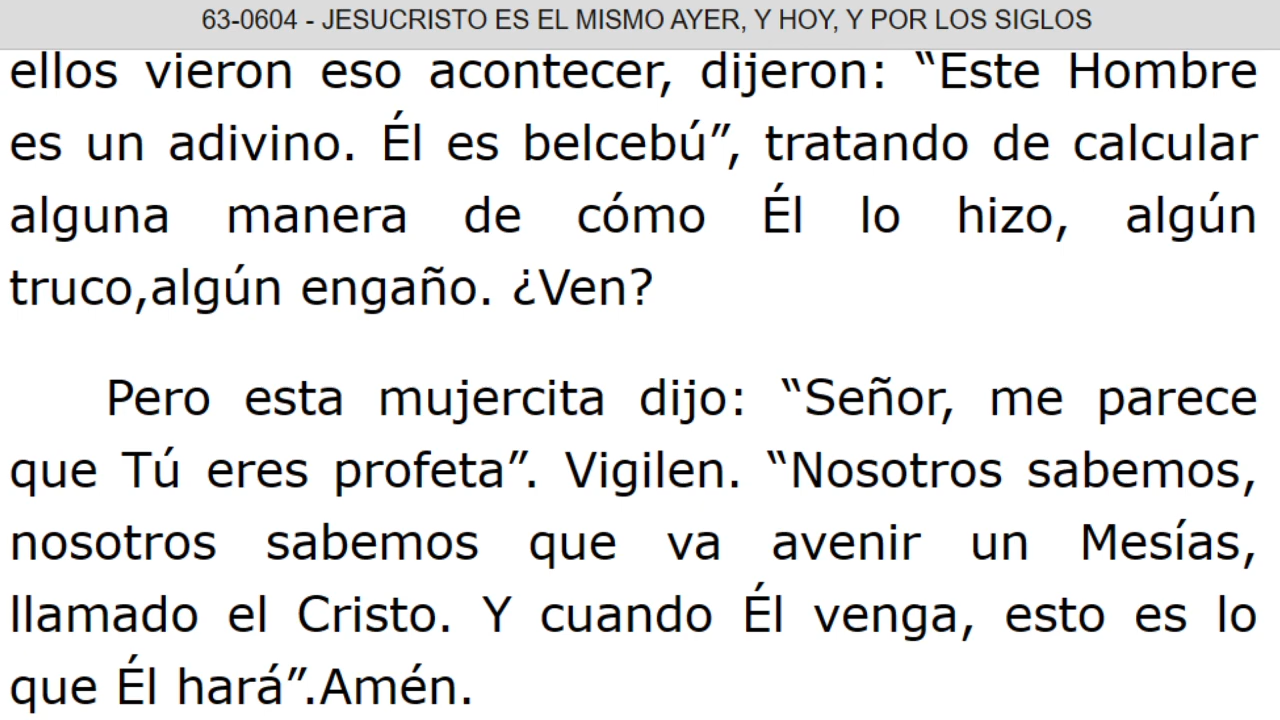 63-0604 - JESUCRISTO ES EL MISMO AYER, Y HOY, Y POR LOS SIGLOS
ellos vieron eso acontecer, dijeron: “Este Hombre
es un adivino. Él es belcebú”, tratando de calcular
alguna manera de cómo Él lo hizo, algún
truco,algún engaño. ¿Ven?
Pero esta mujercita dijo: “Señor, me parece
que Tú eres profeta”. Vigilen. “Nosotros sabemos,
nosotros sabemos que va avenir un Mesías,
llamado el Cristo. Y cuando Él venga, esto es lo
que Él hará”.Amén.